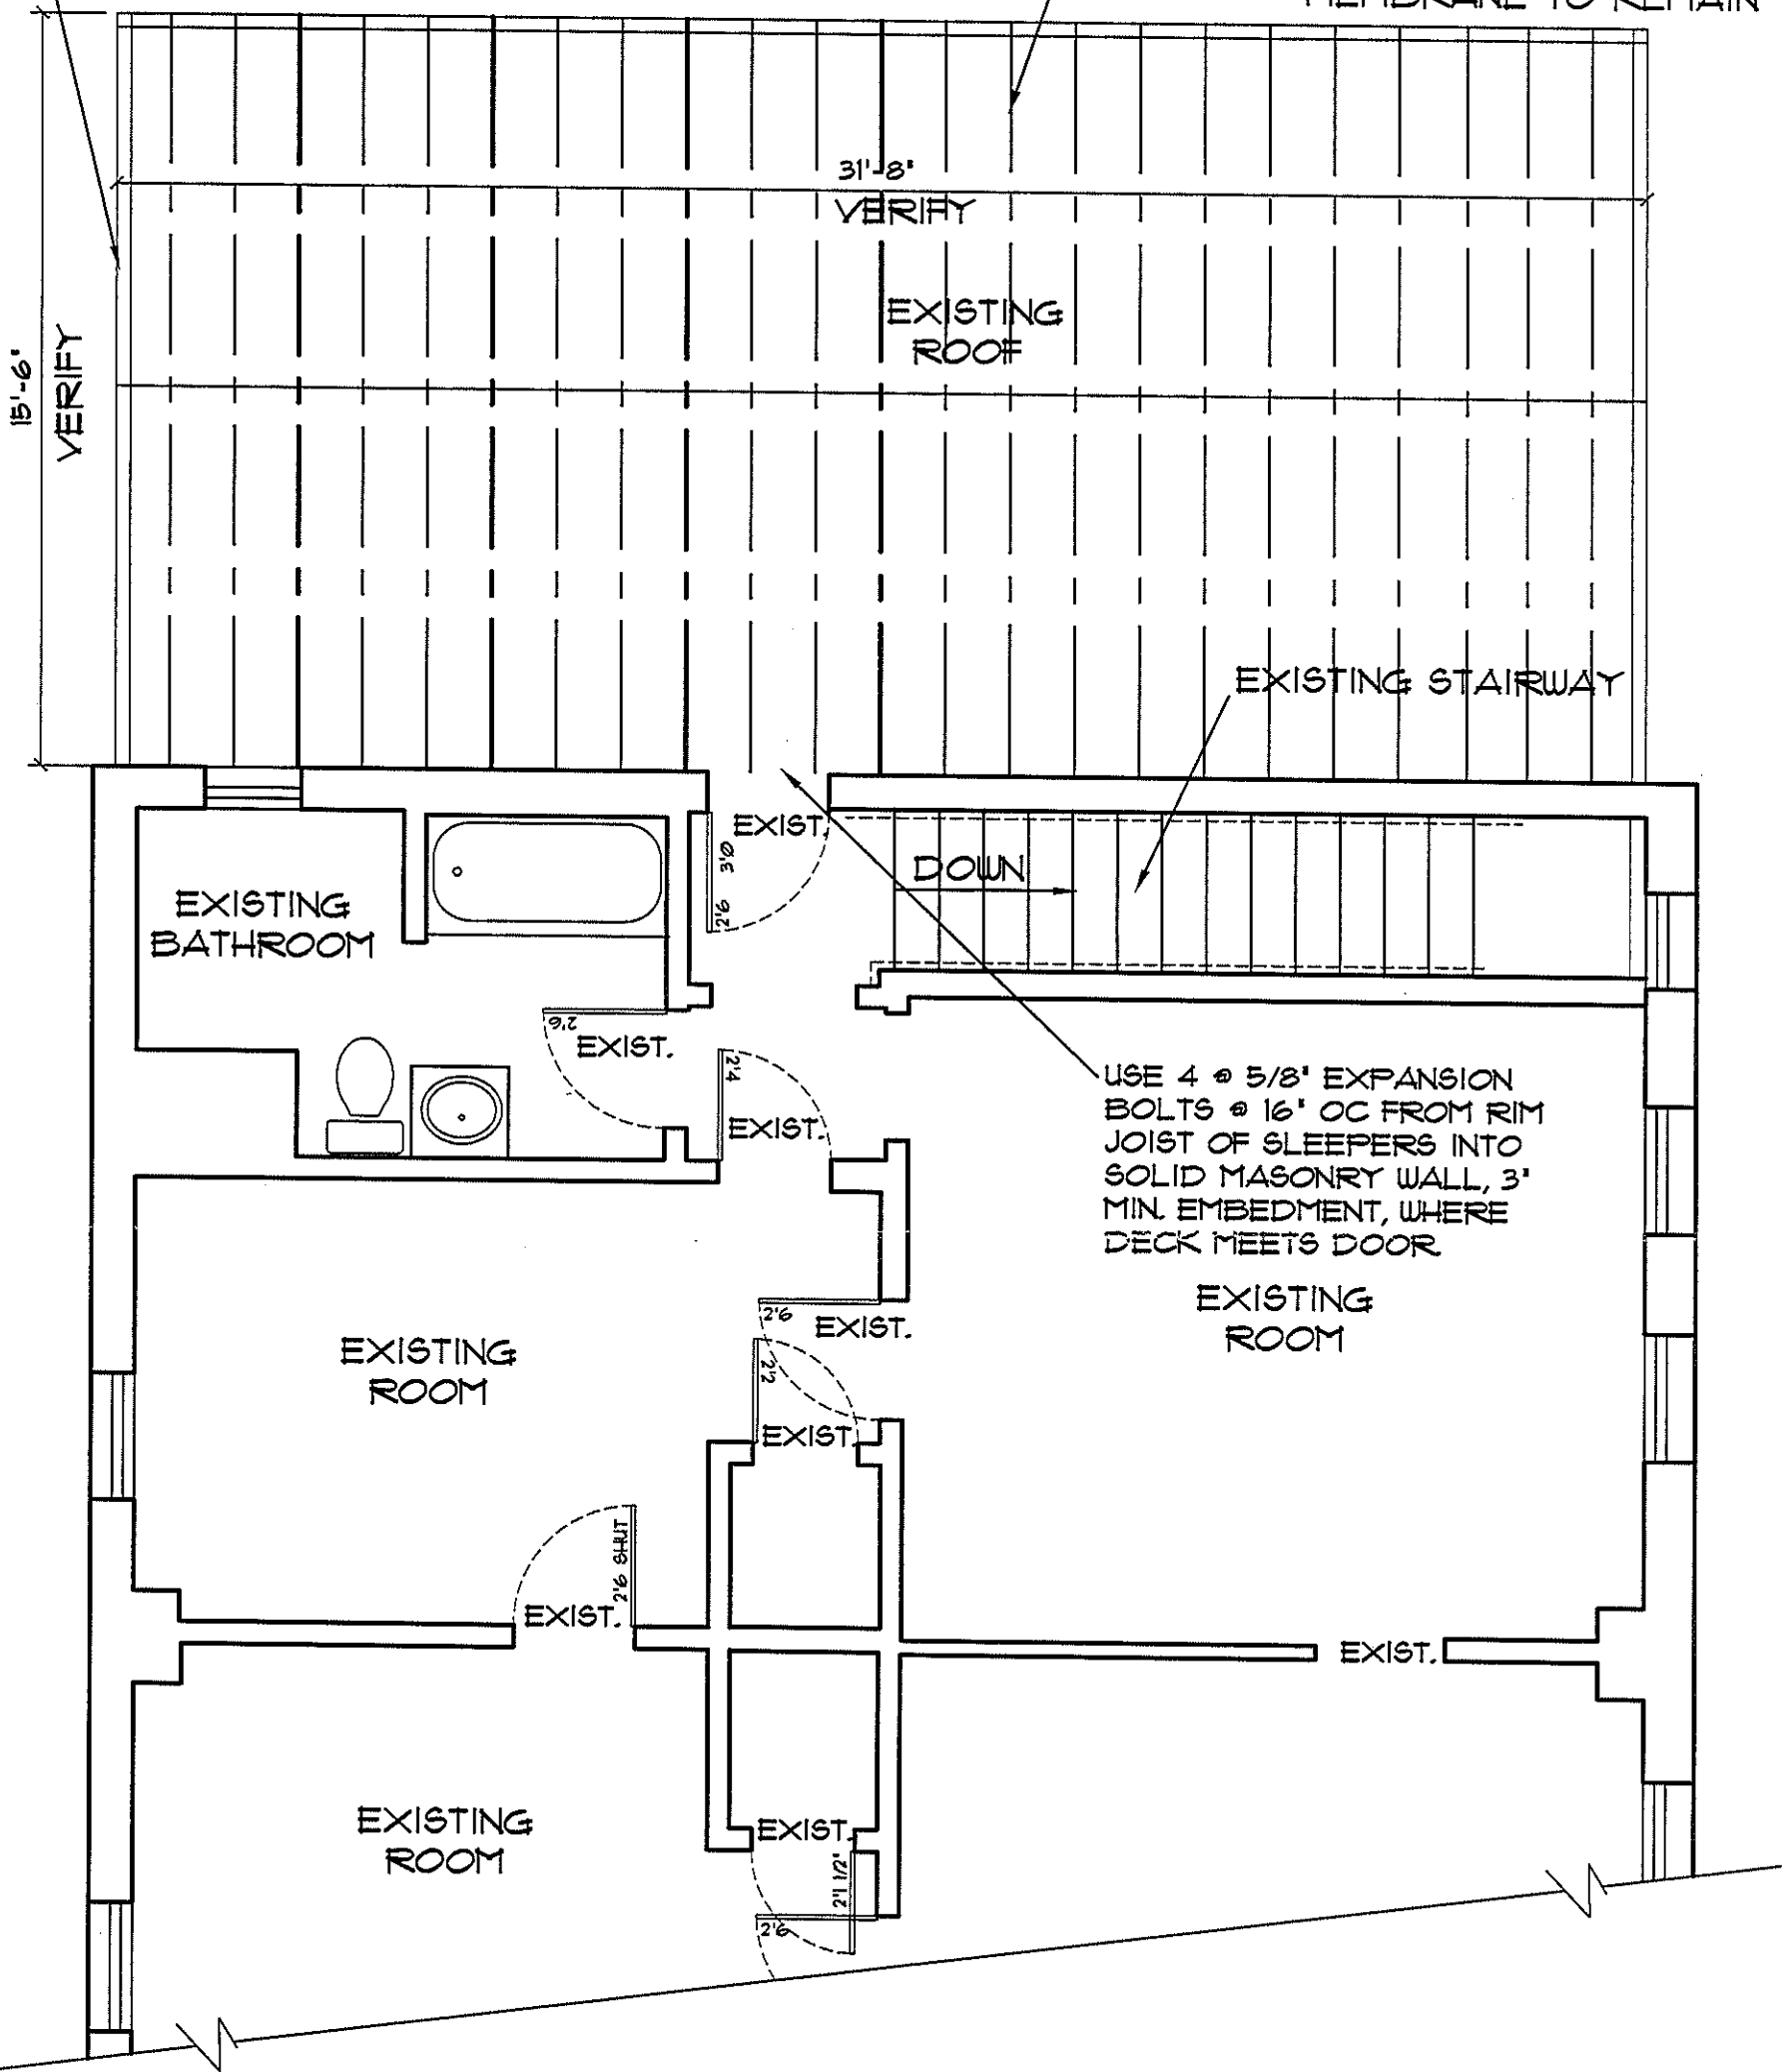 MEMBRANE TO REMAIN
31'-8"
VERIFY
15'-6"
VERIFY
EXISTING
ROOF
EXISTING STAIRWAY
EXIST.
3'0
2'6
DOWN
EXISTING
BATHROOM
2'6
EXIST.
2'4
EXIST.
USE 4 @ 5/8" EXPANSION
BOLTS @ 16" OC FROM RIM
JOIST OF SLEEPERS INTO
SOLID MASONRY WALL, 3"
MIN. EMBEDMENT, WHERE
DECK MEETS DOOR
EXISTING
ROOM
2'6
EXIST.
2'2
EXIST.
EXISTING
ROOM
2'6 SHUT
EXIST.
EXIST.
EXISTING
ROOM
EXIST.
2'1 1/2"
2'6